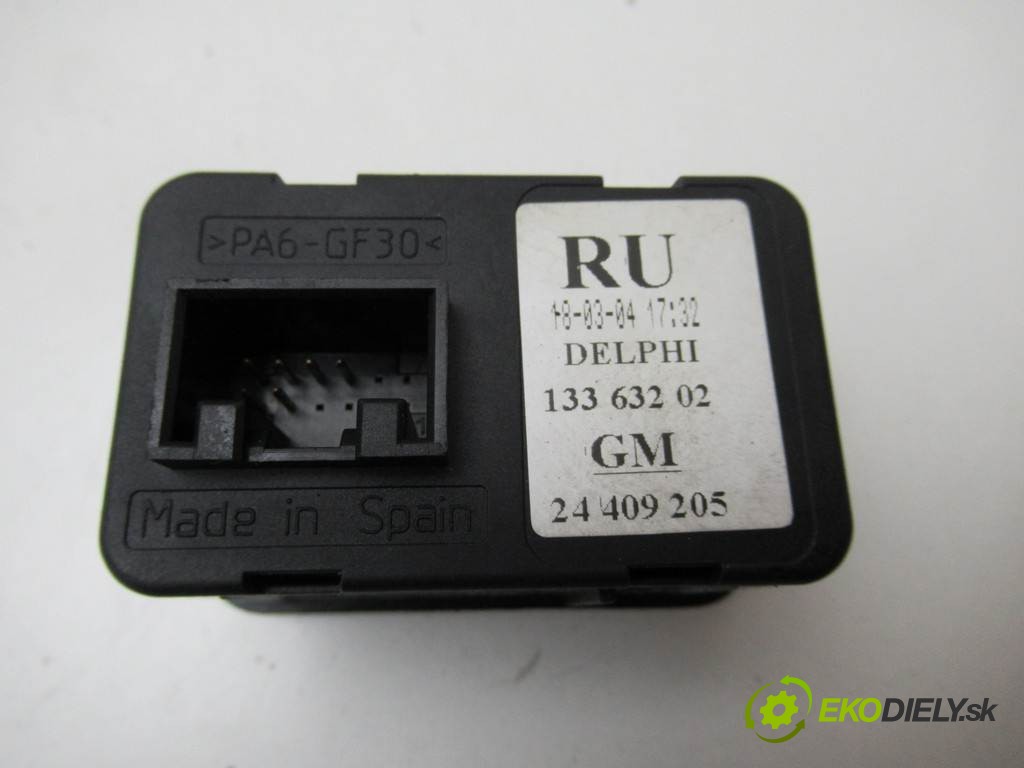 >PA6-GF30<
Made in Spain
RU
18-03-04 17:32
DELPHI
133 632 02
GM
24 409 205
EKODIELY.sk